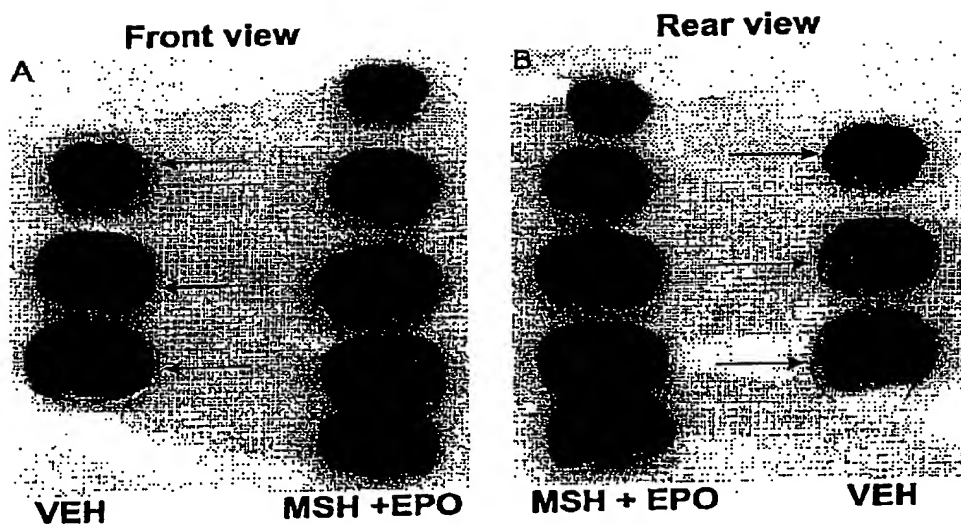 Front view
Rear view
A
B
VEH
MSH +EPO
MSH + EPO
VEH